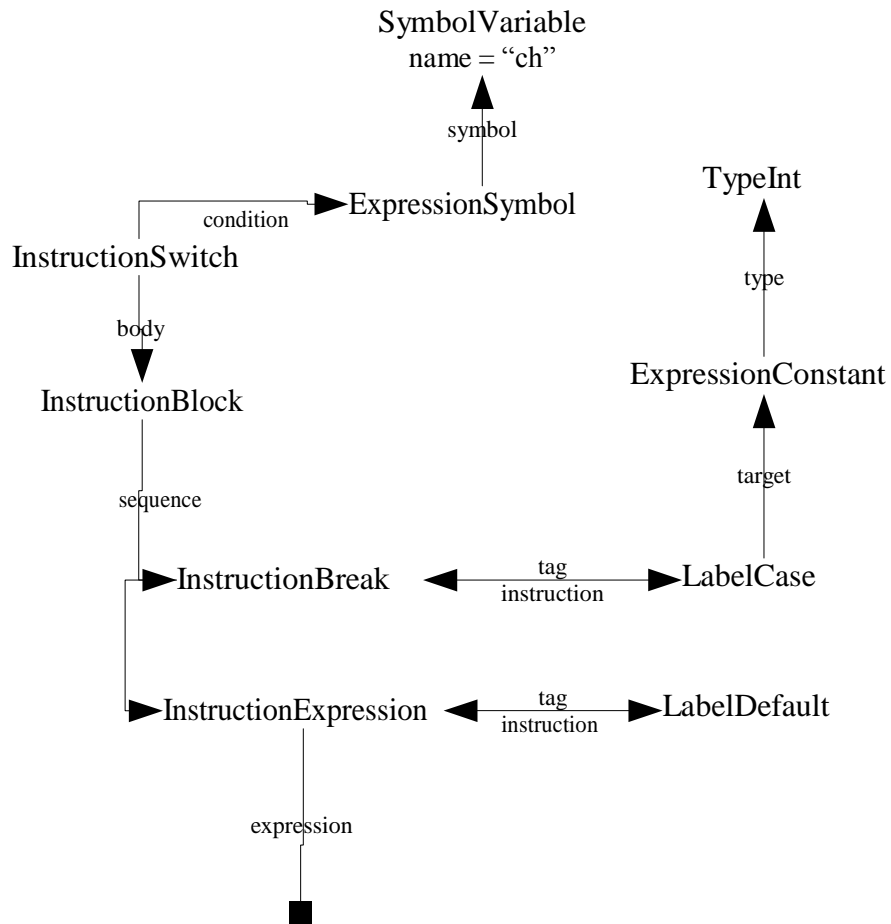 SymbolVariable
name = “ch”
symbol
TypeInt
ExpressionSymbol
condition
InstructionSwitch
type
body
ExpressionConstant
InstructionBlock
target
sequence
InstructionBreak
tag
instruction
LabelCase
InstructionExpression
tag
instruction
LabelDefault
expression